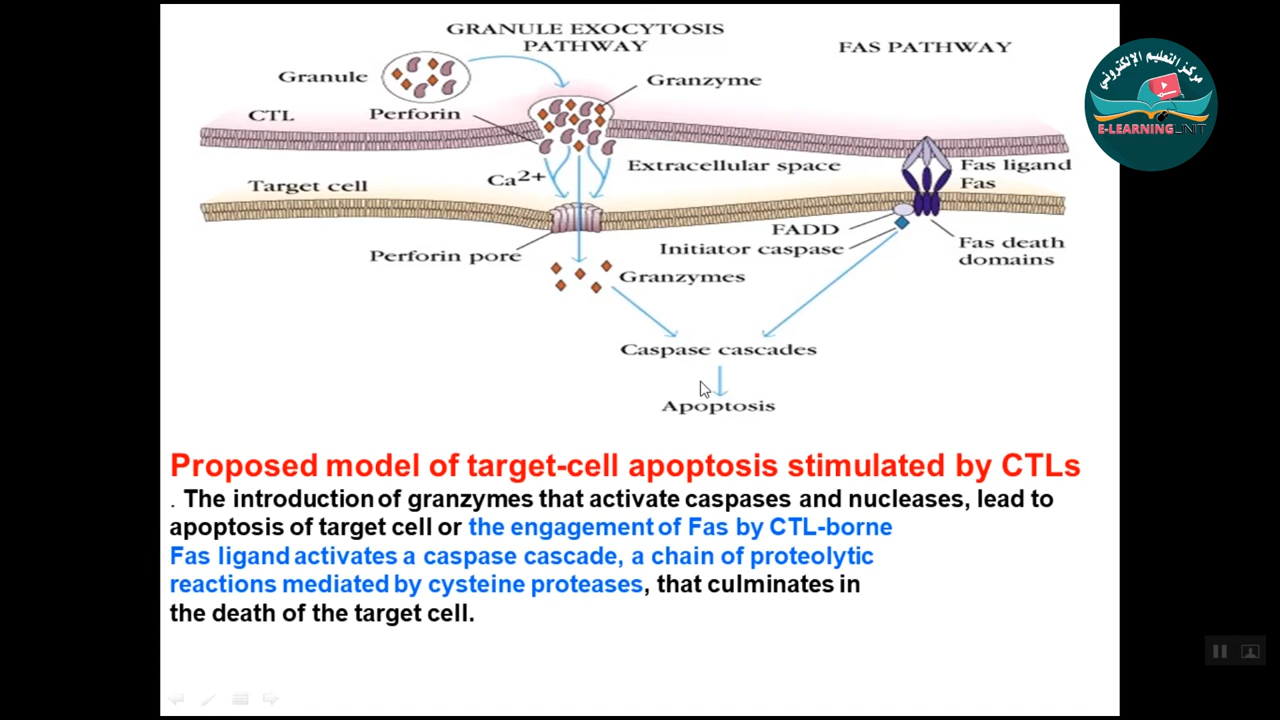 GRANULE EXOCYTOSIS
PATHWAY
FAS PATHWAY
Granule
Granzyme
Perforin
CTL
Extracellular space
Fas ligand
Fas
Ca2+
Target cell
FADD
Initiator caspase
Fas death
domains
Perforin pore
Granzymes
Caspase cascades
Apoptosis
مركز التعليم الإلكتروني
E-LEARNING UNIT
Proposed model of target-cell apoptosis stimulated by CTLs
. The introduction of granzymes that activate caspases and nucleases, lead to
apoptosis of target cell or the engagement of Fas by CTL-borne
Fas ligand activates a caspase cascade, a chain of proteolytic
reactions mediated by cysteine proteases, that culminates in
the death of the target cell.